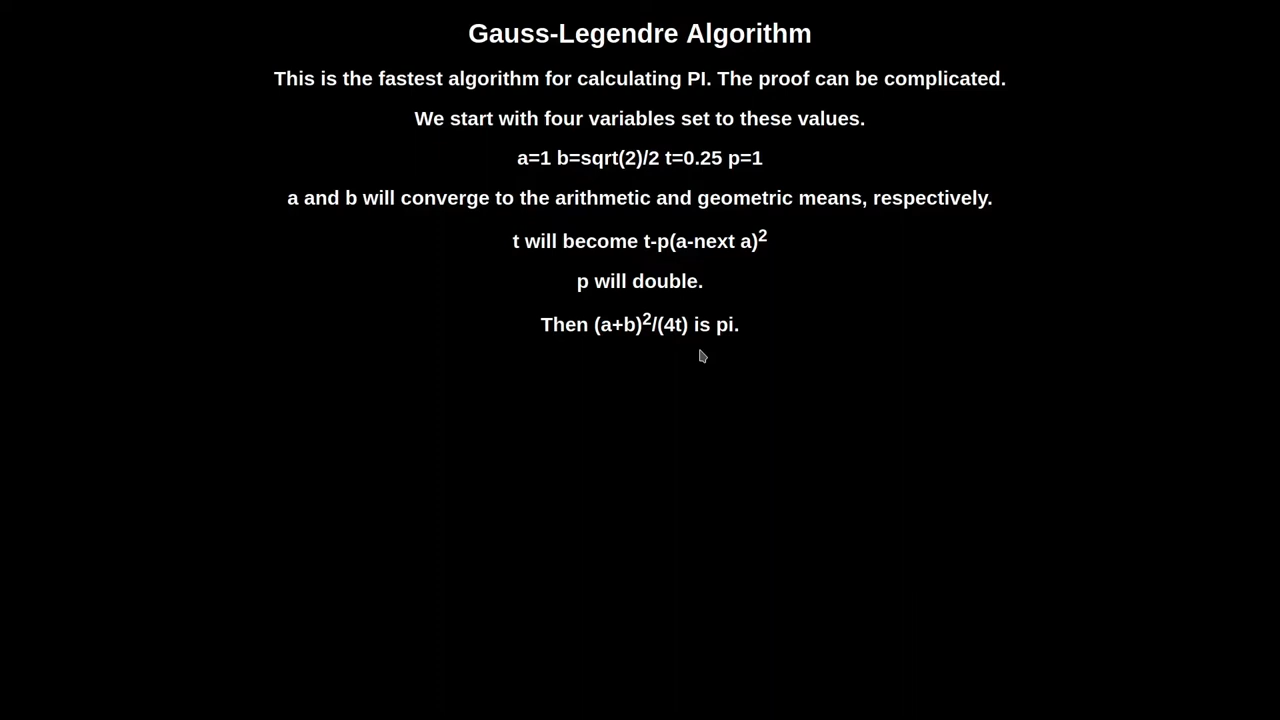 Gauss-Legendre Algorithm
This is the fastest algorithm for calculating PI. The proof can be complicated.
We start with four variables set to these values.
a=1 b=sqrt(2)/2 t=0.25 p=1
a and b will converge to the arithmetic and geometric means, respectively.
t will become t-p(a-next a)²
p will double.
Then (a+b)²/(4t) is pi.